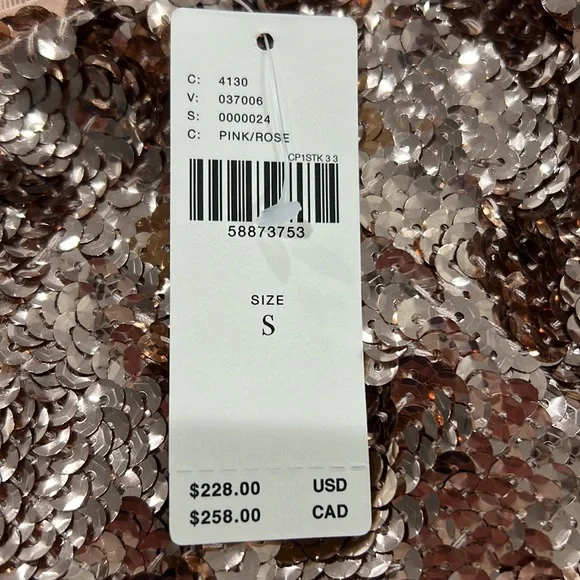 C: 4130
V: 037006
S: 0000024
C: PINK/ROSE
CP1STK 3 3
58873753
SIZE
S
$228.00 USD
$258.00 CAD